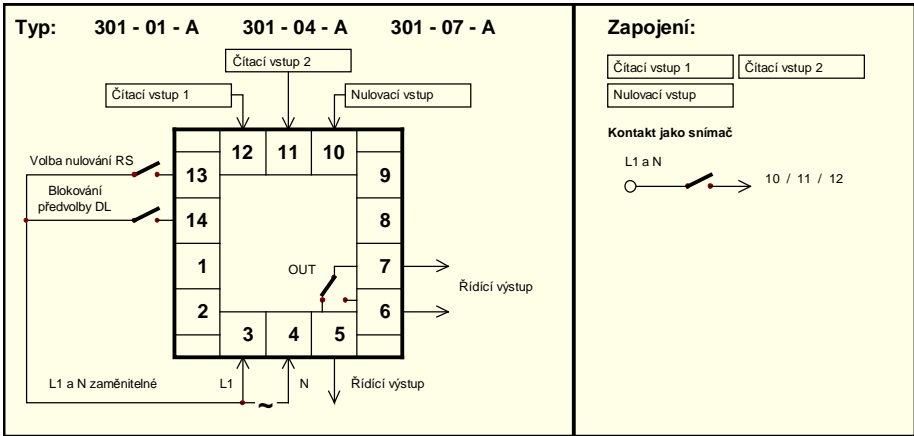 Typ: 301 - 01 - A 301 - 04 - A 301 - 07 - A
Čítací vstup 2
Čítací vstup 1
Nulovací vstup
12 11 10
Volba nulování RS
13
9
Blokování
předvolby DL
14
8
1
OUT
7
Řídící výstup
2
6
3 4 5
L1 a N zaměnitelné
L1
N
Řídící výstup
~
Zapojení:
Čítací vstup 1
Čítací vstup 2
Nulovací vstup
Kontakt jako snímač
L1 a N
10 / 11 / 12